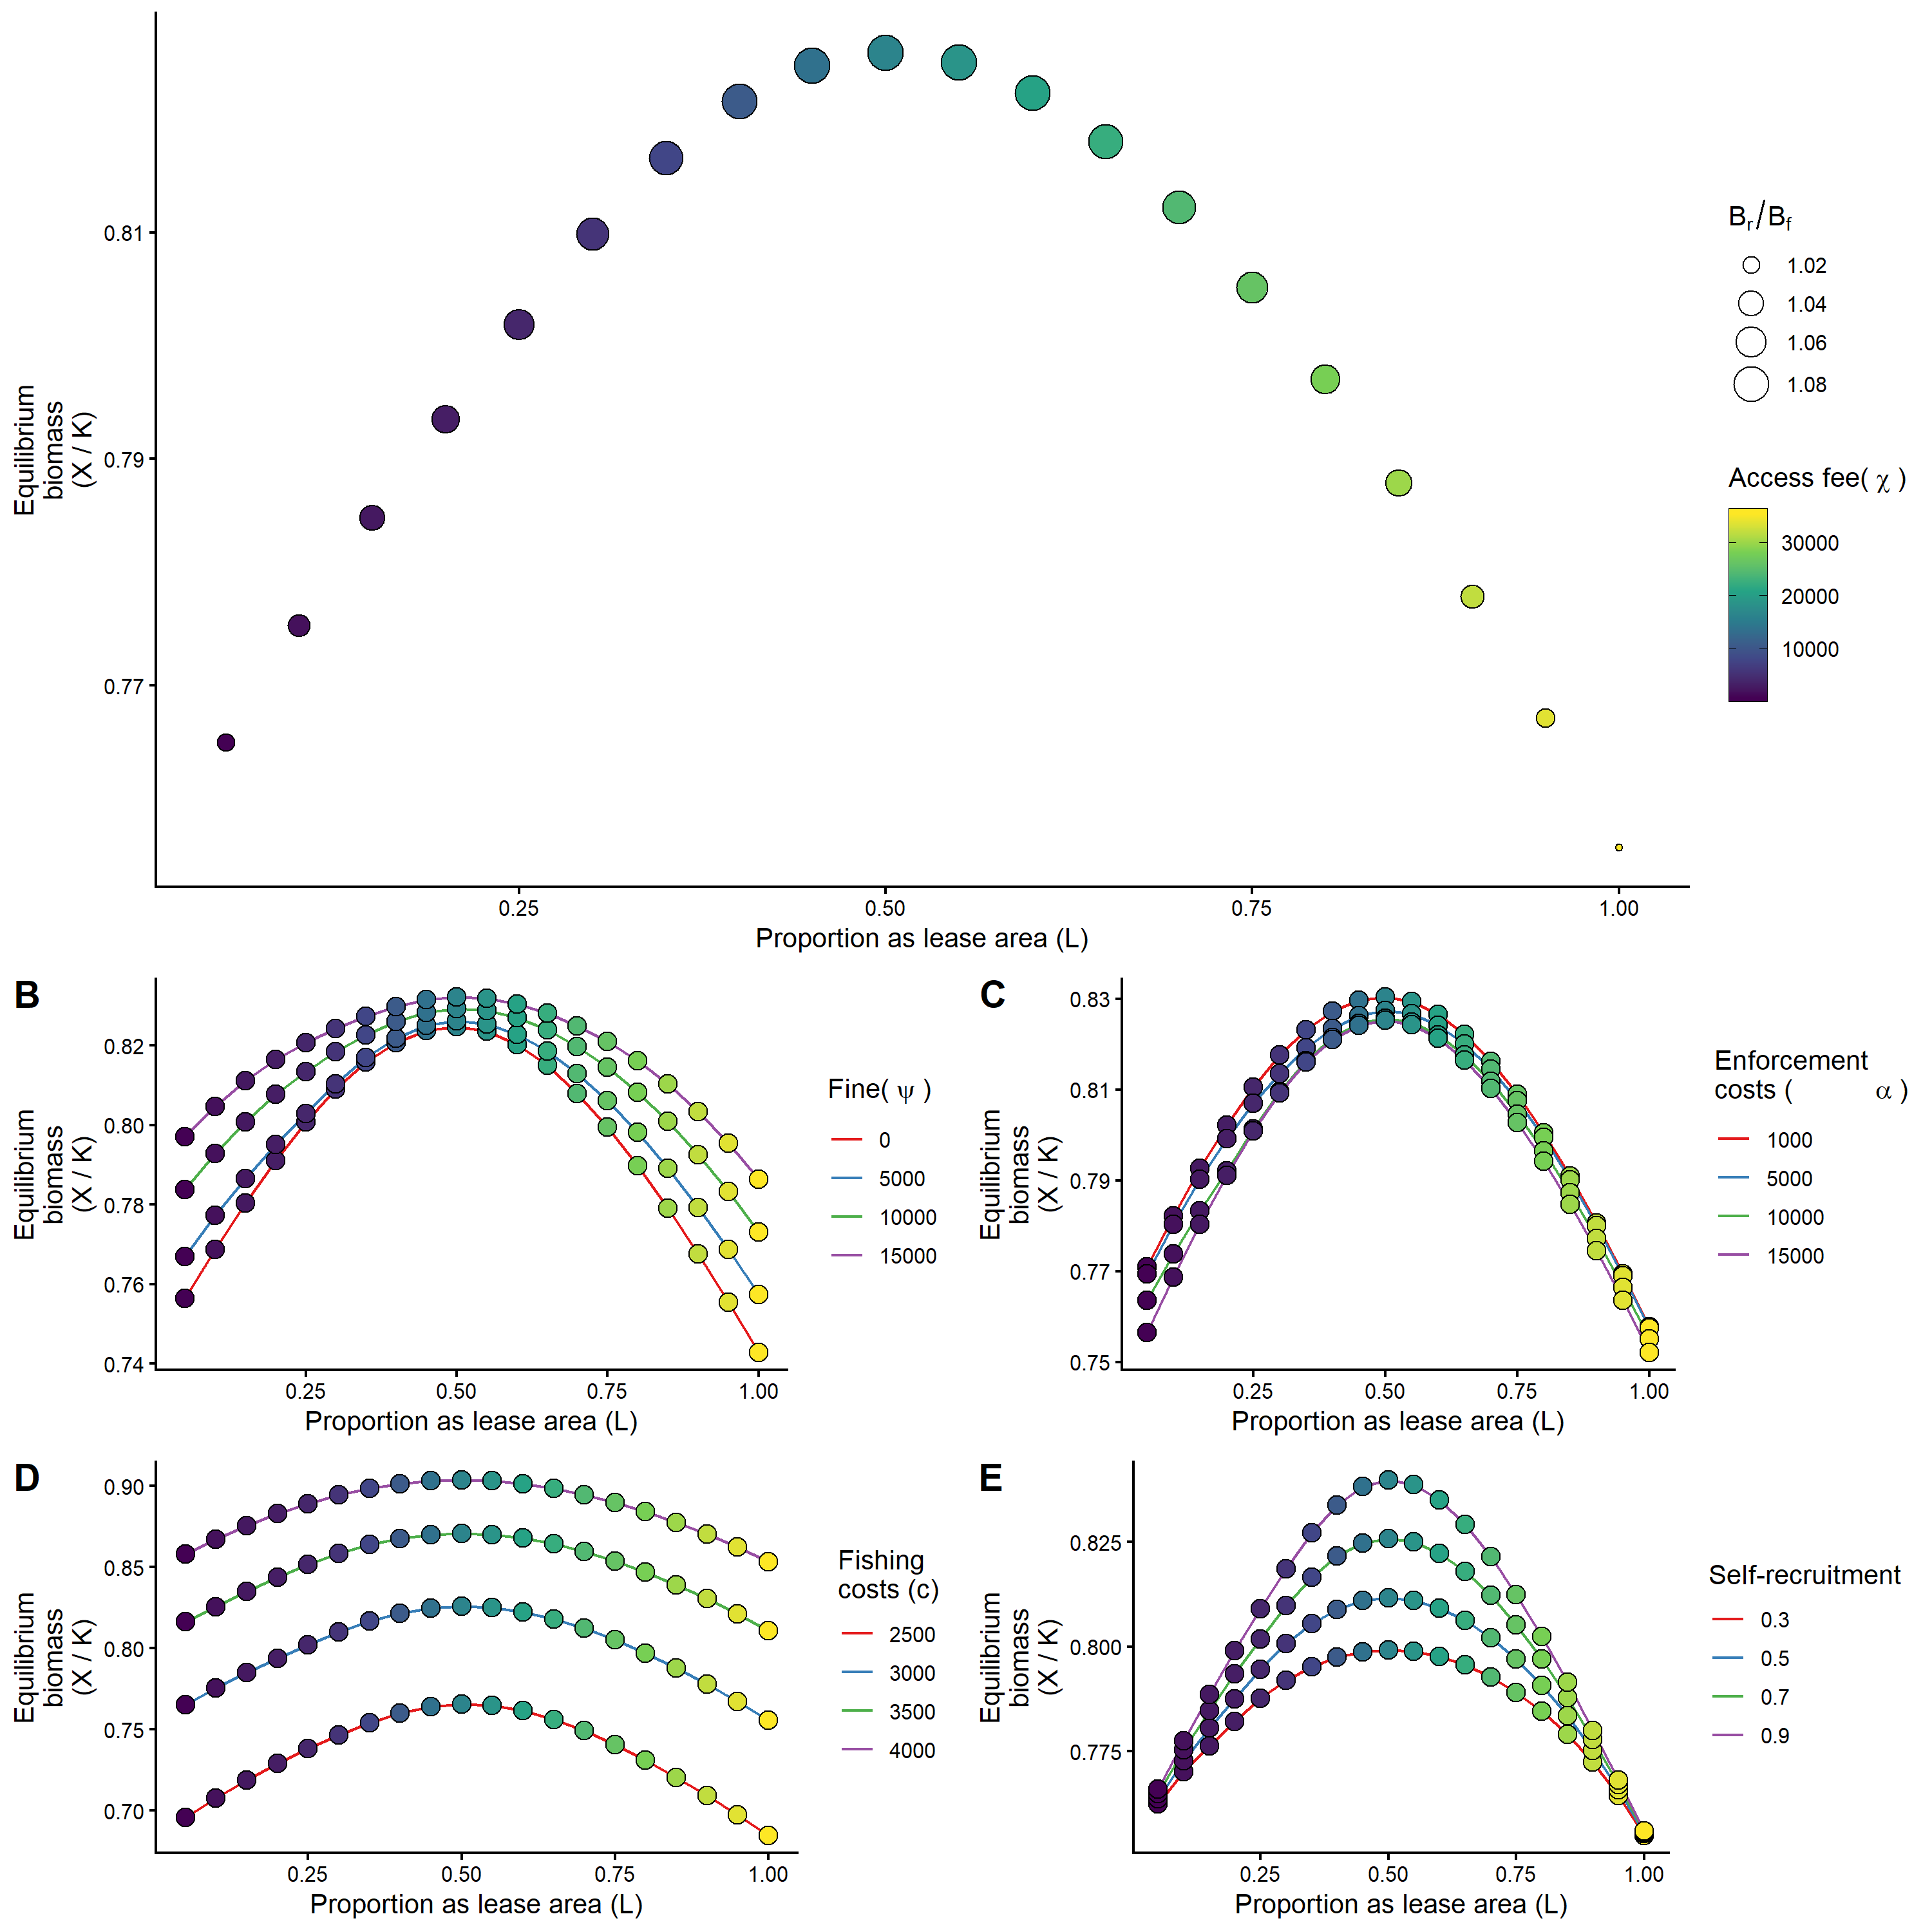 0.81
0.79
0.77
Equilibrium
biomass
(X / K)
0.25
0.50
0.75
1.00
Proportion as lease area (L)
Br/Bf
1.02
1.04
1.06
1.08
Access fee( χ )
30000
20000
10000
B
0.82
0.80
0.78
0.76
0.74
Equilibrium
biomass
(X / K)
0.25
0.50
0.75
1.00
Proportion as lease area (L)
Fine( ψ )
0
5000
10000
15000
C
0.83
0.81
0.79
0.77
0.75
Equilibrium
biomass
(X / K)
0.25
0.50
0.75
1.00
Proportion as lease area (L)
Enforcement
costs ( α )
1000
5000
10000
15000
D
0.90
0.85
0.80
0.75
0.70
Equilibrium
biomass
(X / K)
0.25
0.50
0.75
1.00
Proportion as lease area (L)
Fishing
costs (c)
2500
3000
3500
4000
E
0.825
0.800
0.775
Equilibrium
biomass
(X / K)
0.25
0.50
0.75
1.00
Proportion as lease area (L)
Self-recruitment
0.3
0.5
0.7
0.9